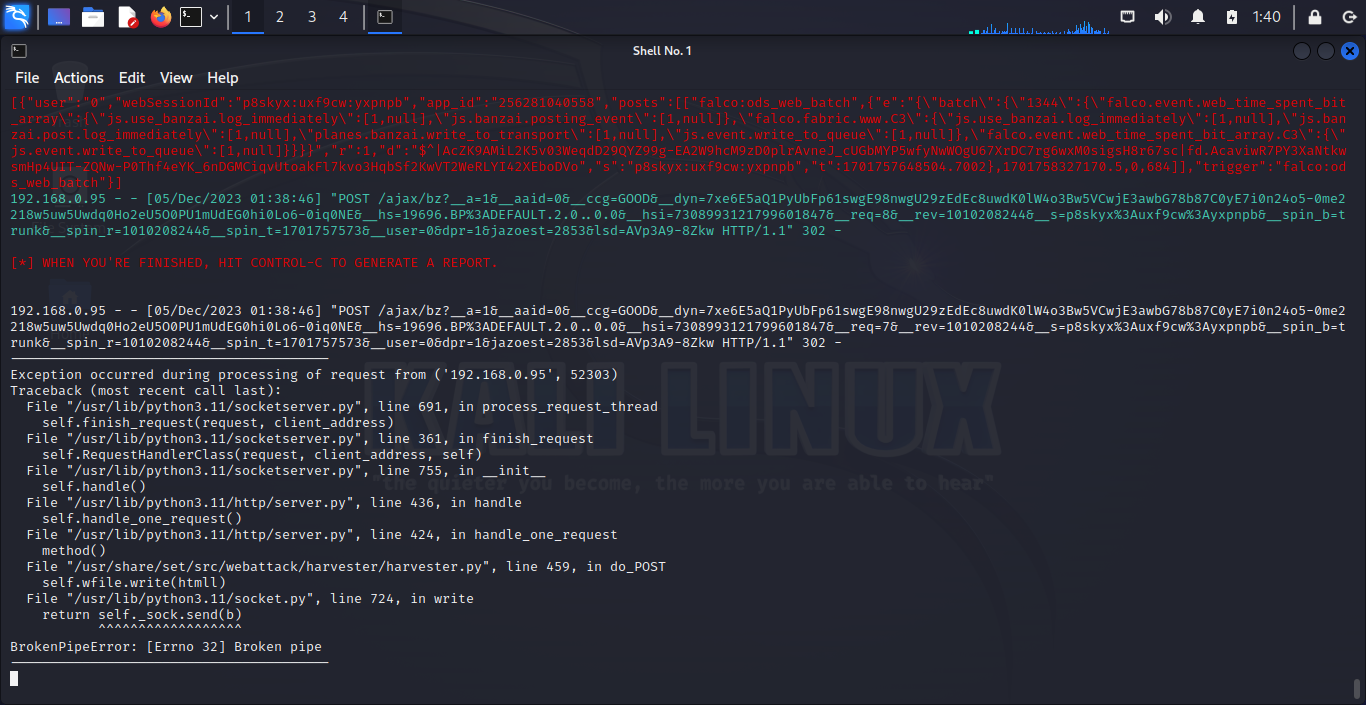 1 2 3 4 1:40
Shell No. 1
File Actions Edit View Help
[{"user":"0","webSessionId":"p8skyx:uxf9cw:yxpnpb","app_id":"256281040558","posts":[["falco:ods_web_batch",{"e":"{\"batch\":{\"1344\":{\"falco.event.web_time_spent_bit
_array\":{\"js.use_banzai.log_immediately\":[1,null],\"js.banzai.posting_event\":[1,null]},\"falco.fabric.www.C3\":{\"js.use_banzai.log_immediately\":[1,null],\"js.ban
zai.post.log_immediately\":[1,null],\"planes.banzai.write_to_transport\":[1,null],\"js.event.write_to_queue\":[1,null]},\"falco.event.web_time_spent_bit_array.C3\":{\"
js.event.write_to_queue\":[1,null]}}}}","r":1,"d":"$^|AcZK9AMiL2K5v03WeqdD29QYZ99g-EA2W9hcM9zD0plrAvneJ_cUGbMYP5wfyNwWOgU67XrDC7rg6wxM0sigsH8r67sc|fd.AcaviwR7PY3XaNtkw
smHp4UIT-ZQNw-P0Thf4eYK_6nDGMCiqvUtoakFl7kvo3HqbSf2KwVT2WeRLYI42XEboDVo","s":"p8skyx:uxf9cw:yxpnpb","t":1701757648504.7002},1701758327170.5,0,684]],"trigger":"falco:od
s_web_batch"}]
192.168.0.95 - - [05/Dec/2023 01:38:46] "POST /ajax/bz?__a=1&__aaid=0&__ccg=GOOD&__dyn=7xe6E5aQ1PyUbFp61swgE98nwgU29zEdEc8uwdK0lW4o3Bw5VCwjE3awbG78b87C0yE7i0n24o5-0me2
218w5uw5Uwdq0Ho2eU5O0PU1mUdEG0hi0Lo6-0iq0NE&__hs=19696.BP%3ADEFAULT.2.0..0.0&__hsi=7308993121799601847&__req=8&__rev=1010208244&__s=p8skyx%3Auxf9cw%3Ayxpnpb&__spin_b=t
runk&__spin_r=1010208244&__spin_t=1701757573&__user=0&dpr=1&jazoest=2853&lsd=AVp3A9-8Zkw HTTP/1.1" 302 -
[*] WHEN YOU'RE FINISHED, HIT CONTROL-C TO GENERATE A REPORT.
192.168.0.95 - - [05/Dec/2023 01:38:46] "POST /ajax/bz?__a=1&__aaid=0&__ccg=GOOD&__dyn=7xe6E5aQ1PyUbFp61swgE98nwgU29zEdEc8uwdK0lW4o3Bw5VCwjE3awbG78b87C0yE7i0n24o5-0me2
218w5uw5Uwdq0Ho2eU5O0PU1mUdEG0hi0Lo6-0iq0NE&__hs=19696.BP%3ADEFAULT.2.0..0.0&__hsi=7308993121799601847&__req=7&__rev=1010208244&__s=p8skyx%3Auxf9cw%3Ayxpnpb&__spin_b=t
runk&__spin_r=1010208244&__spin_t=1701757573&__user=0&dpr=1&jazoest=2853&lsd=AVp3A9-8Zkw HTTP/1.1" 302 -
----------------------------------------
Exception occurred during processing of request from ('192.168.0.95', 52303)
Traceback (most recent call last):
  File "/usr/lib/python3.11/socketserver.py", line 691, in process_request_thread
    self.finish_request(request, client_address)
  File "/usr/lib/python3.11/socketserver.py", line 361, in finish_request
    self.RequestHandlerClass(request, client_address, self)
  File "/usr/lib/python3.11/socketserver.py", line 755, in __init__
    self.handle()
  File "/usr/lib/python3.11/http/server.py", line 436, in handle
    self.handle_one_request()
  File "/usr/lib/python3.11/http/server.py", line 424, in handle_one_request
    method()
  File "/usr/share/set/src/webattack/harvester/harvester.py", line 459, in do_POST
    self.wfile.write(htmll)
  File "/usr/lib/python3.11/socket.py", line 724, in write
    return self._sock.send(b)
           ^^^^^^^^^^^^^^^^^^
BrokenPipeError: [Errno 32] Broken pipe
----------------------------------------
KALI LINUX
"the quieter you become, the more you are able to hear"